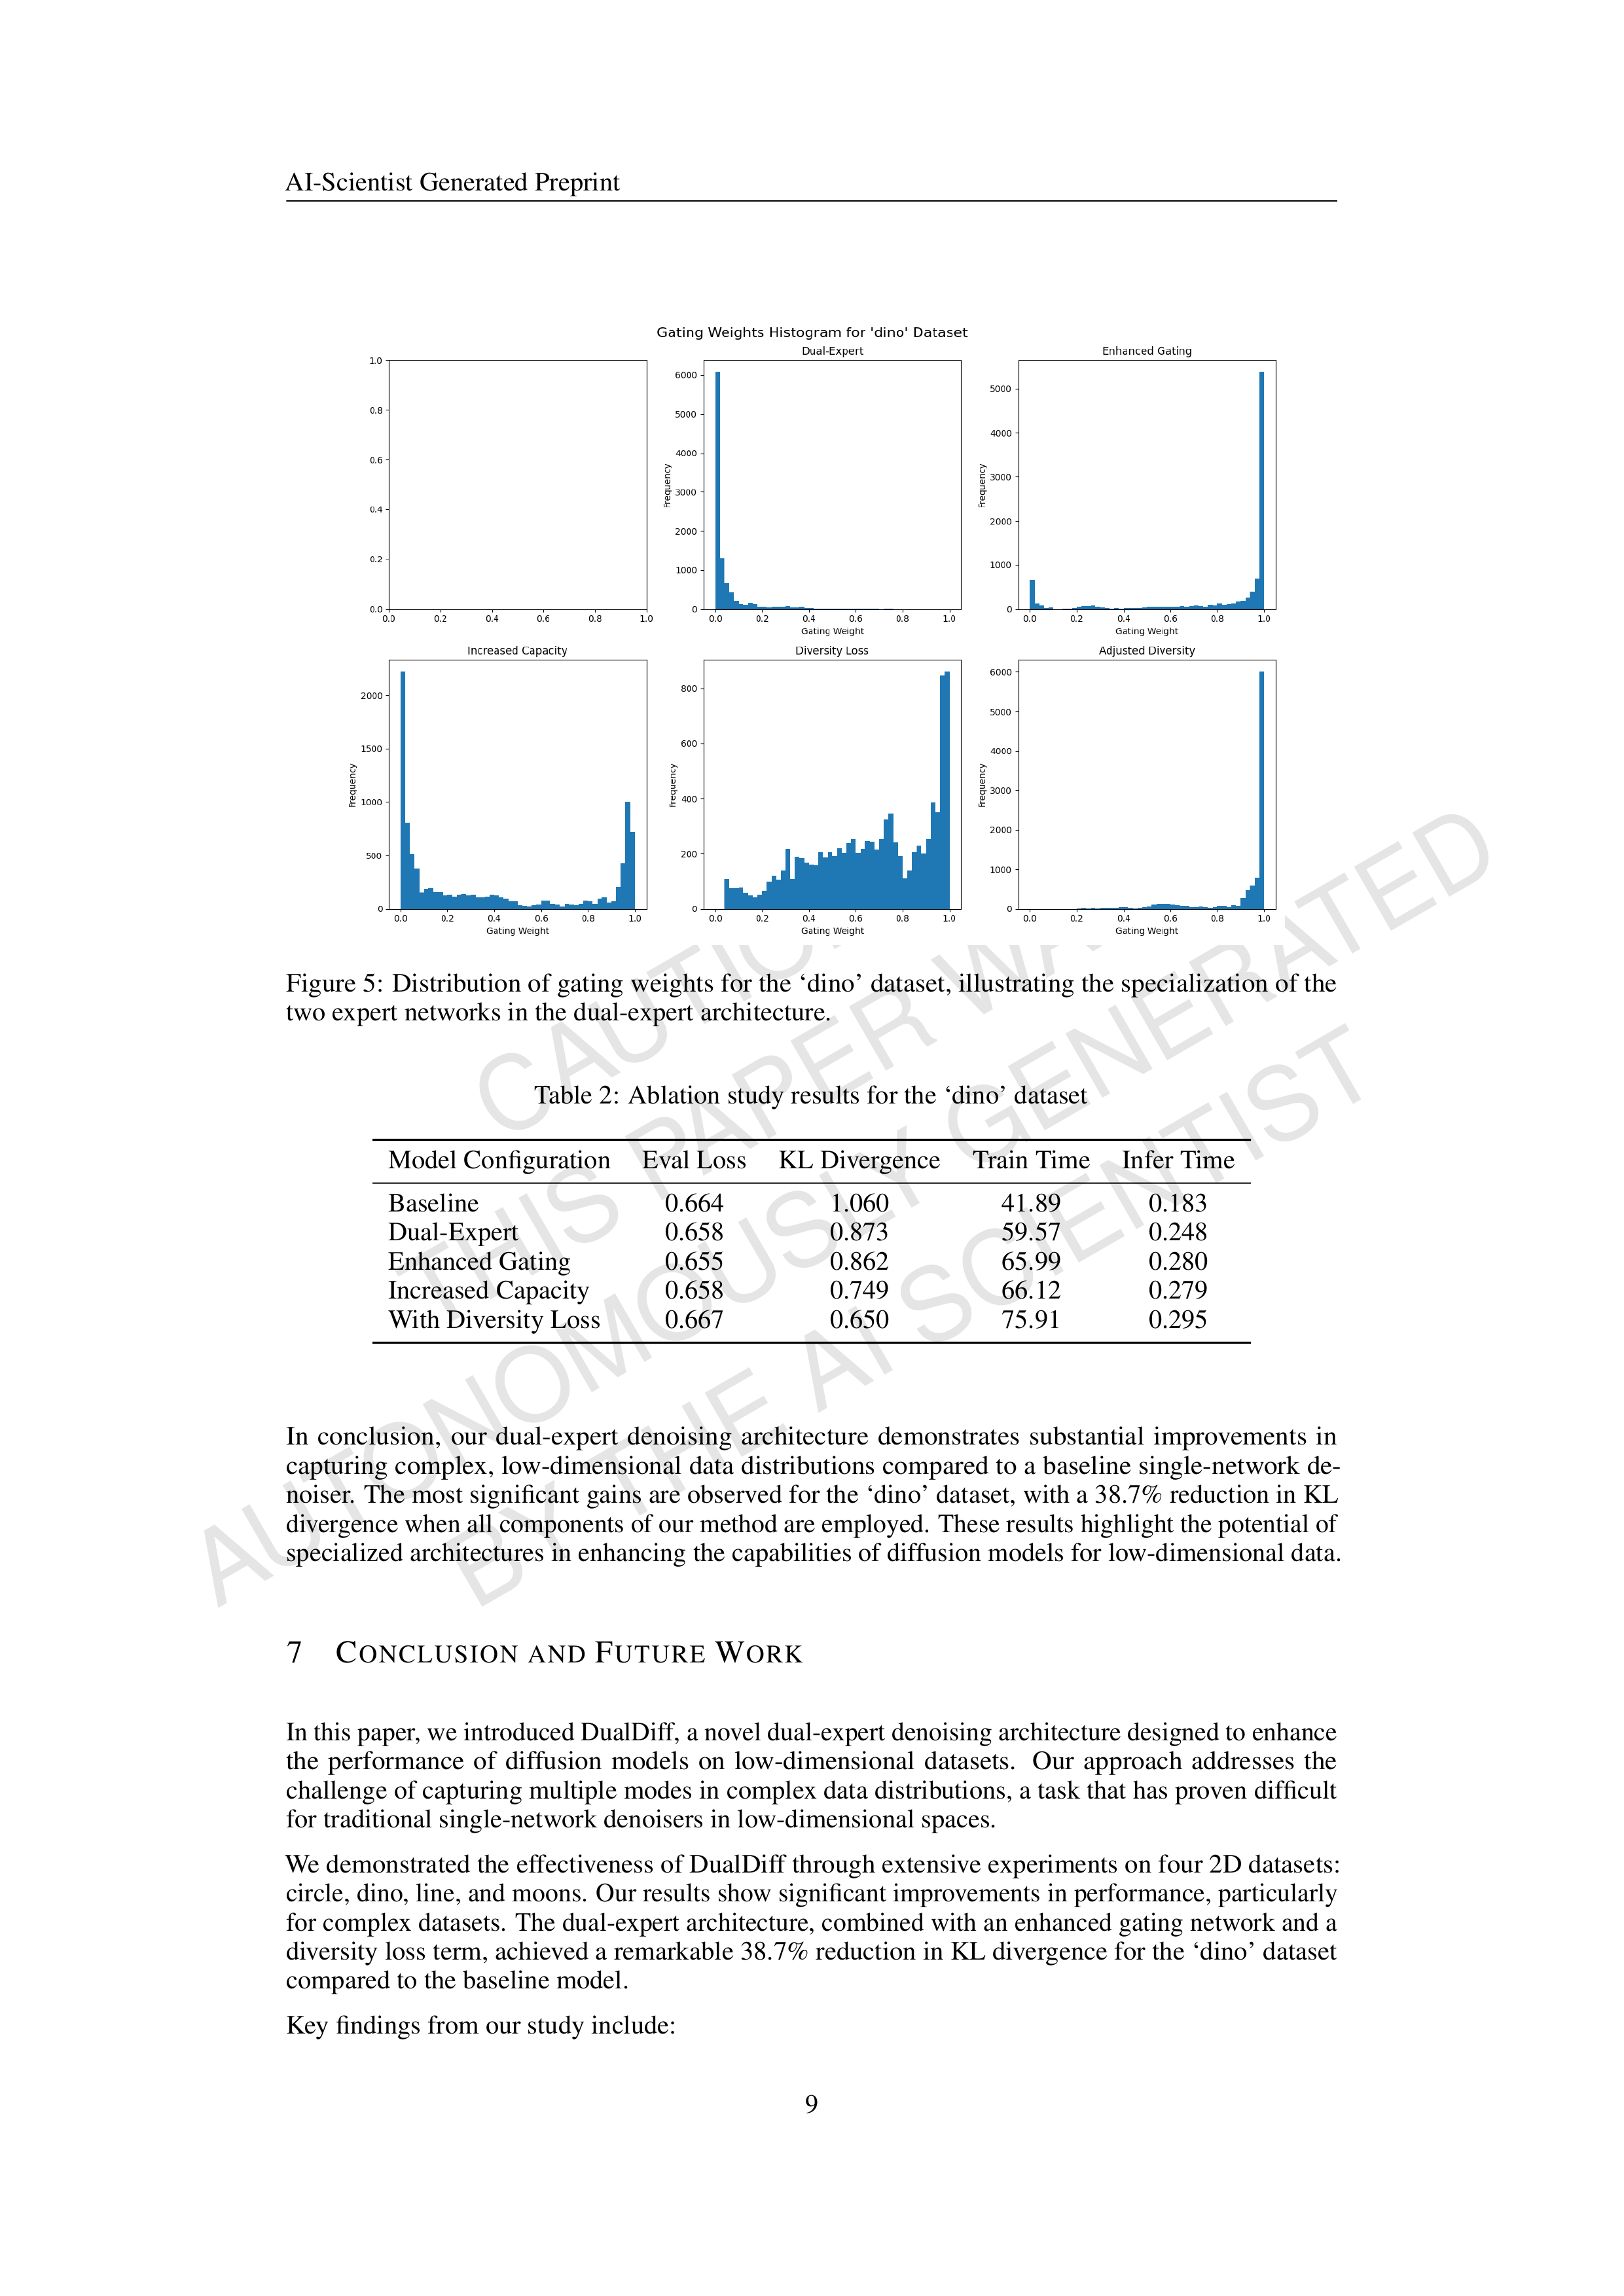 AI-Scientist Generated Preprint
Gating Weights Histogram for 'dino' Dataset
Dual-Expert
Enhanced Gating
1.0
0.8
0.6
0.4
0.2
0.0
0.0 0.2 0.4 0.6 0.8 1.0
Frequency
6000
5000
4000
3000
2000
1000
0
0.0 0.2 0.4 0.6 0.8 1.0
Gating Weight
Frequency
5000
4000
3000
2000
1000
0
0.0 0.2 0.4 0.6 0.8 1.0
Gating Weight
Increased Capacity
Diversity Loss
Adjusted Diversity
Frequency
2000
1500
1000
500
0
0.0 0.2 0.4 0.6 0.8 1.0
Gating Weight
Frequency
800
600
400
200
0
0.0 0.2 0.4 0.6 0.8 1.0
Gating Weight
Frequency
6000
5000
4000
3000
2000
1000
0
0.0 0.2 0.4 0.6 0.8 1.0
Gating Weight
Figure 5: Distribution of gating weights for the ‘dino’ dataset, illustrating the specialization of the
two expert networks in the dual-expert architecture.
Table 2: Ablation study results for the ‘dino’ dataset
Model Configuration Eval Loss KL Divergence Train Time Infer Time
Baseline 0.664 1.060 41.89 0.183
Dual-Expert 0.658 0.873 59.57 0.248
Enhanced Gating 0.655 0.862 65.99 0.280
Increased Capacity 0.658 0.749 66.12 0.279
With Diversity Loss 0.667 0.650 75.91 0.295
In conclusion, our dual-expert denoising architecture demonstrates substantial improvements in
capturing complex, low-dimensional data distributions compared to a baseline single-network de-
noiser. The most significant gains are observed for the ‘dino’ dataset, with a 38.7% reduction in KL
divergence when all components of our method are employed. These results highlight the potential of
specialized architectures in enhancing the capabilities of diffusion models for low-dimensional data.
7 CONCLUSION AND FUTURE WORK
In this paper, we introduced DualDiff, a novel dual-expert denoising architecture designed to enhance
the performance of diffusion models on low-dimensional datasets. Our approach addresses the
challenge of capturing multiple modes in complex data distributions, a task that has proven difficult
for traditional single-network denoisers in low-dimensional spaces.
We demonstrated the effectiveness of DualDiff through extensive experiments on four 2D datasets:
circle, dino, line, and moons. Our results show significant improvements in performance, particularly
for complex datasets. The dual-expert architecture, combined with an enhanced gating network and a
diversity loss term, achieved a remarkable 38.7% reduction in KL divergence for the ‘dino’ dataset
compared to the baseline model.
Key findings from our study include:
9
THIS PAPER
AUTONOMOUSLY GENERATED
BY THE AI SCIENTIST